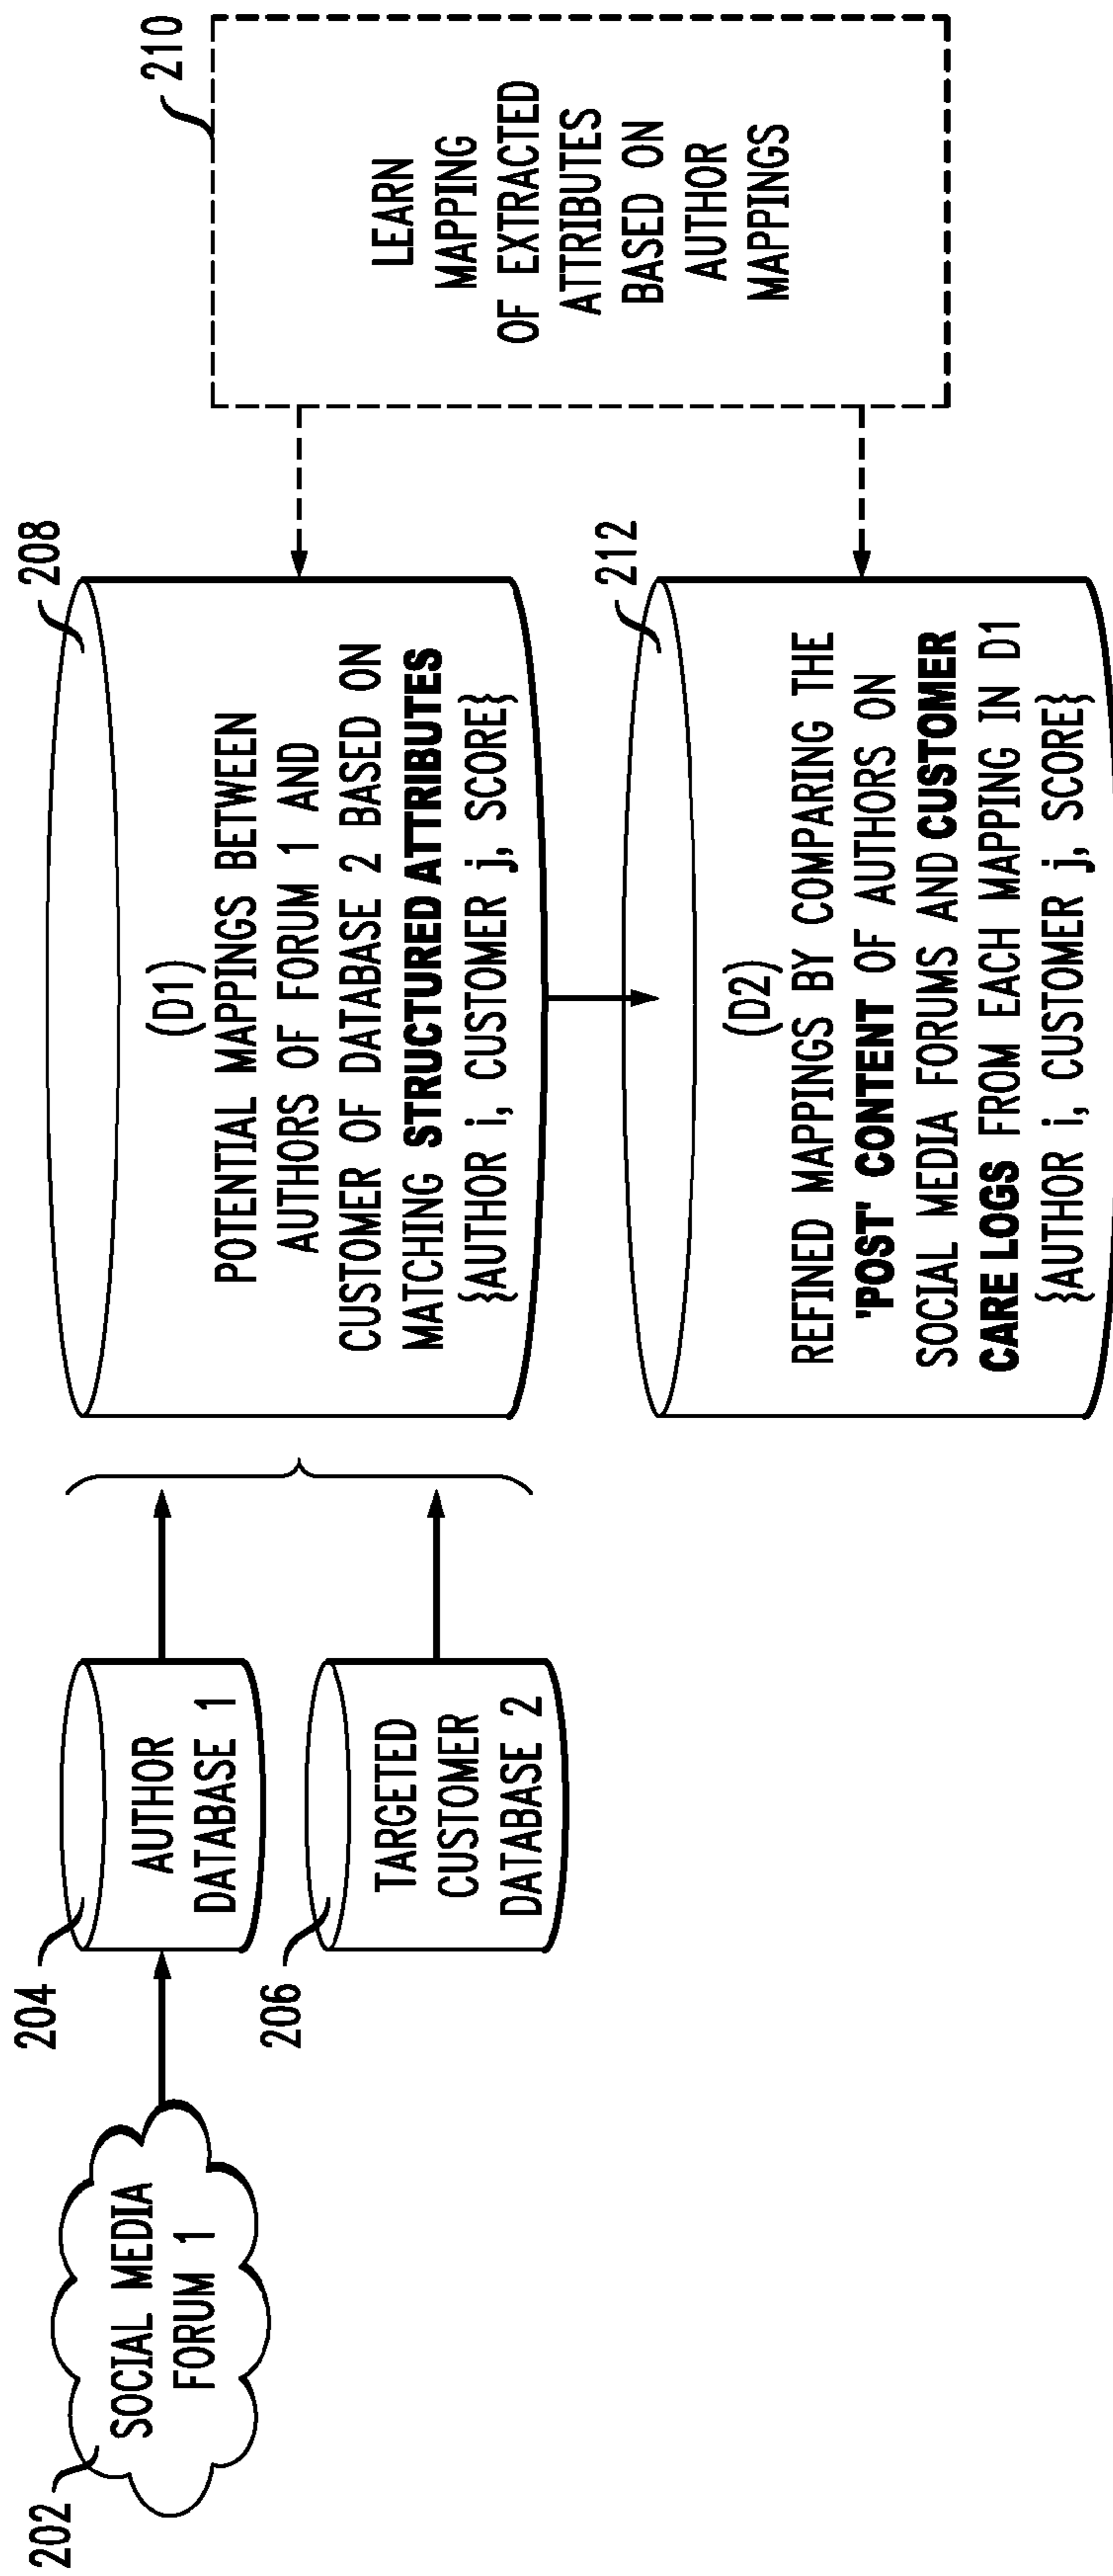 202
SOCIAL MEDIA
FORUM 1
204
AUTHOR
DATABASE 1
206
TARGETED
CUSTOMER
DATABASE 2
208
(D1)
POTENTIAL MAPPINGS BETWEEN
AUTHORS OF FORUM 1 AND
CUSTOMER OF DATABASE 2 BASED ON
MATCHING STRUCTURED ATTRIBUTES
{AUTHOR i, CUSTOMER j, SCORE}
212
(D2)
REFINED MAPPINGS BY COMPARING THE
'POST' CONTENT OF AUTHORS ON
SOCIAL MEDIA FORUMS AND CUSTOMER
CARE LOGS FROM EACH MAPPING IN D1
{AUTHOR i, CUSTOMER j, SCORE}
210
LEARN
MAPPING
OF EXTRACTED
ATTRIBUTES
BASED ON
AUTHOR
MAPPINGS